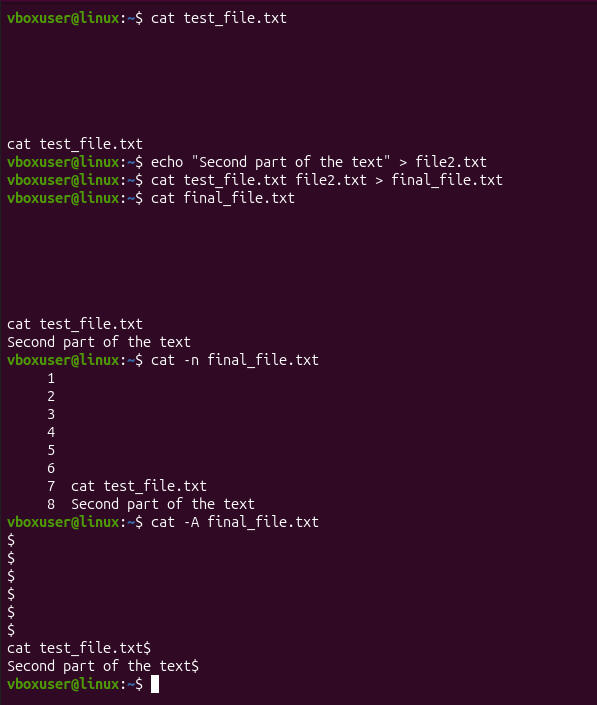 vboxuser@linux:~$ cat test_file.txt
cat test_file.txt
vboxuser@linux:~$ echo "Second part of the text" > file2.txt
vboxuser@linux:~$ cat test_file.txt file2.txt > final_file.txt
vboxuser@linux:~$ cat final_file.txt
cat test_file.txt
Second part of the text
vboxuser@linux:~$ cat -n final_file.txt
     1
     2
     3
     4
     5
     6
     7  cat test_file.txt
     8  Second part of the text
vboxuser@linux:~$ cat -A final_file.txt
$
$
$
$
$
$
cat test_file.txt$
Second part of the text$
vboxuser@linux:~$